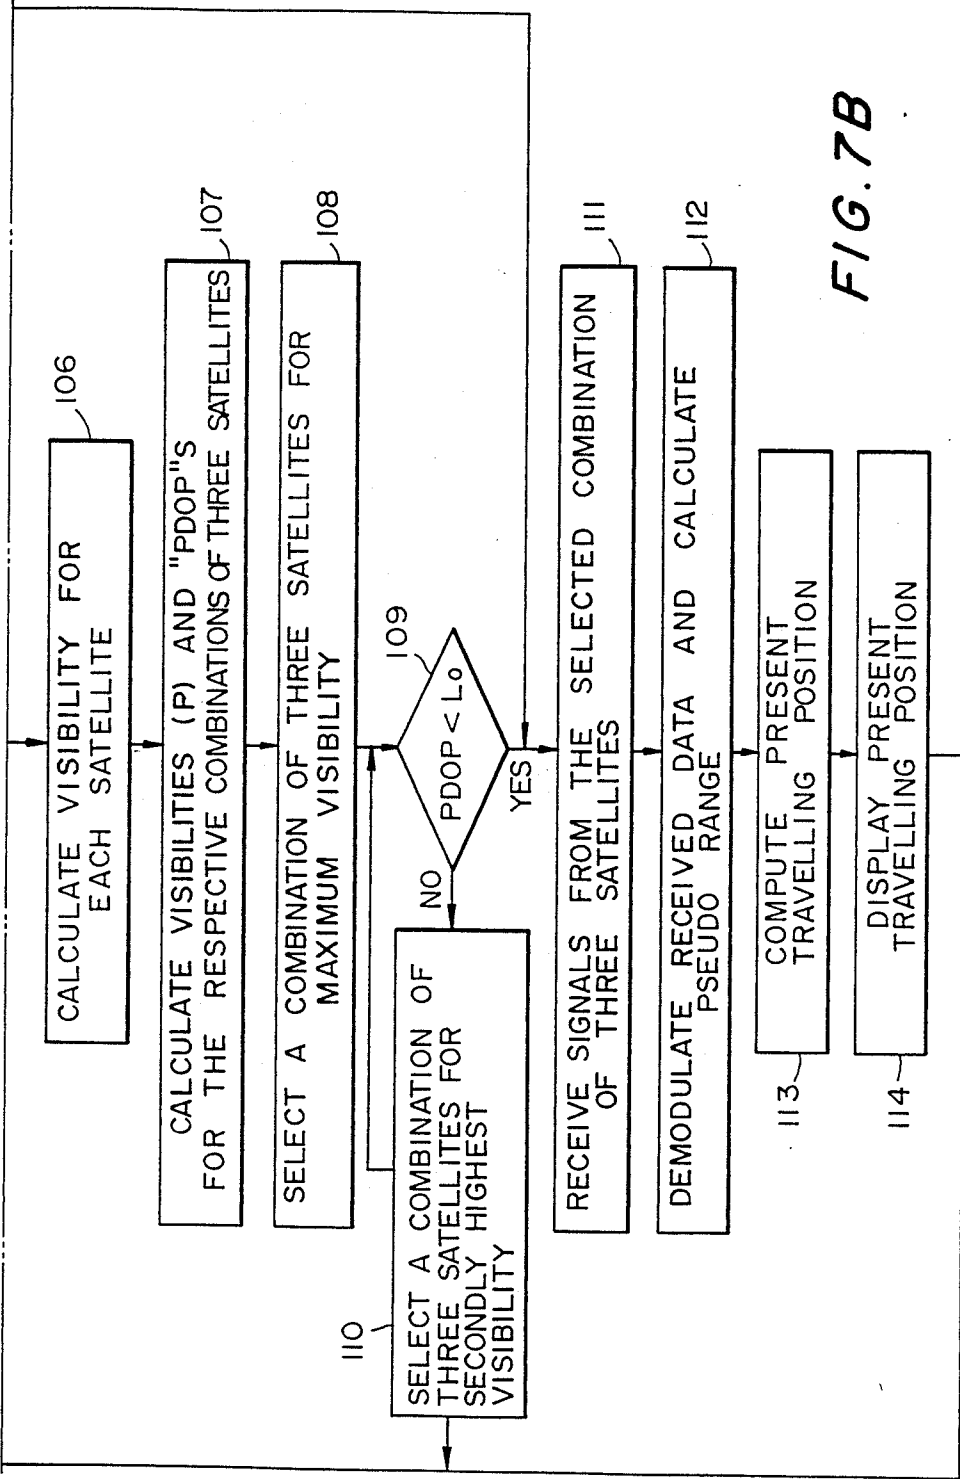 CALCULATE VISIBILITY FOR
EACH SATELLITE
106
CALCULATE VISIBILITIES (P) AND "PDOP"S
FOR THE RESPECTIVE COMBINATIONS OF THREE SATELLITES
107
SELECT A COMBINATION OF THREE SATELLITES FOR
MAXIMUM VISIBILITY
108
PDOP < Lo
109
NO
YES
SELECT A COMBINATION OF
THREE SATELLITES FOR
SECONDLY HIGHEST
VISIBILITY
110
RECEIVE SIGNALS FROM THE SELECTED COMBINATION
OF THREE SATELLITES
111
DEMODULATE RECEIVED DATA AND CALCULATE
PSEUDO RANGE
112
COMPUTE PRESENT
TRAVELLING POSITION
113
DISPLAY PRESENT
TRAVELLING POSITION
114
FIG. 7B